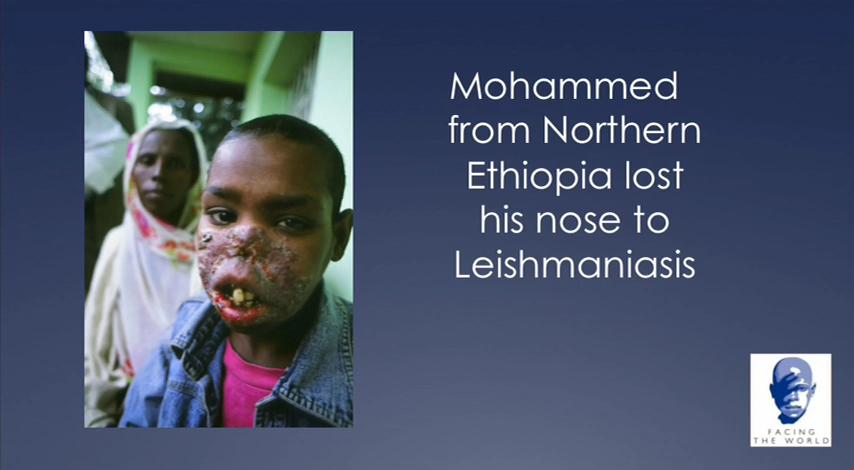 Mohammed
from Northern
Ethiopia lost
his nose to
Leishmaniasis
FACING
THE WORLD